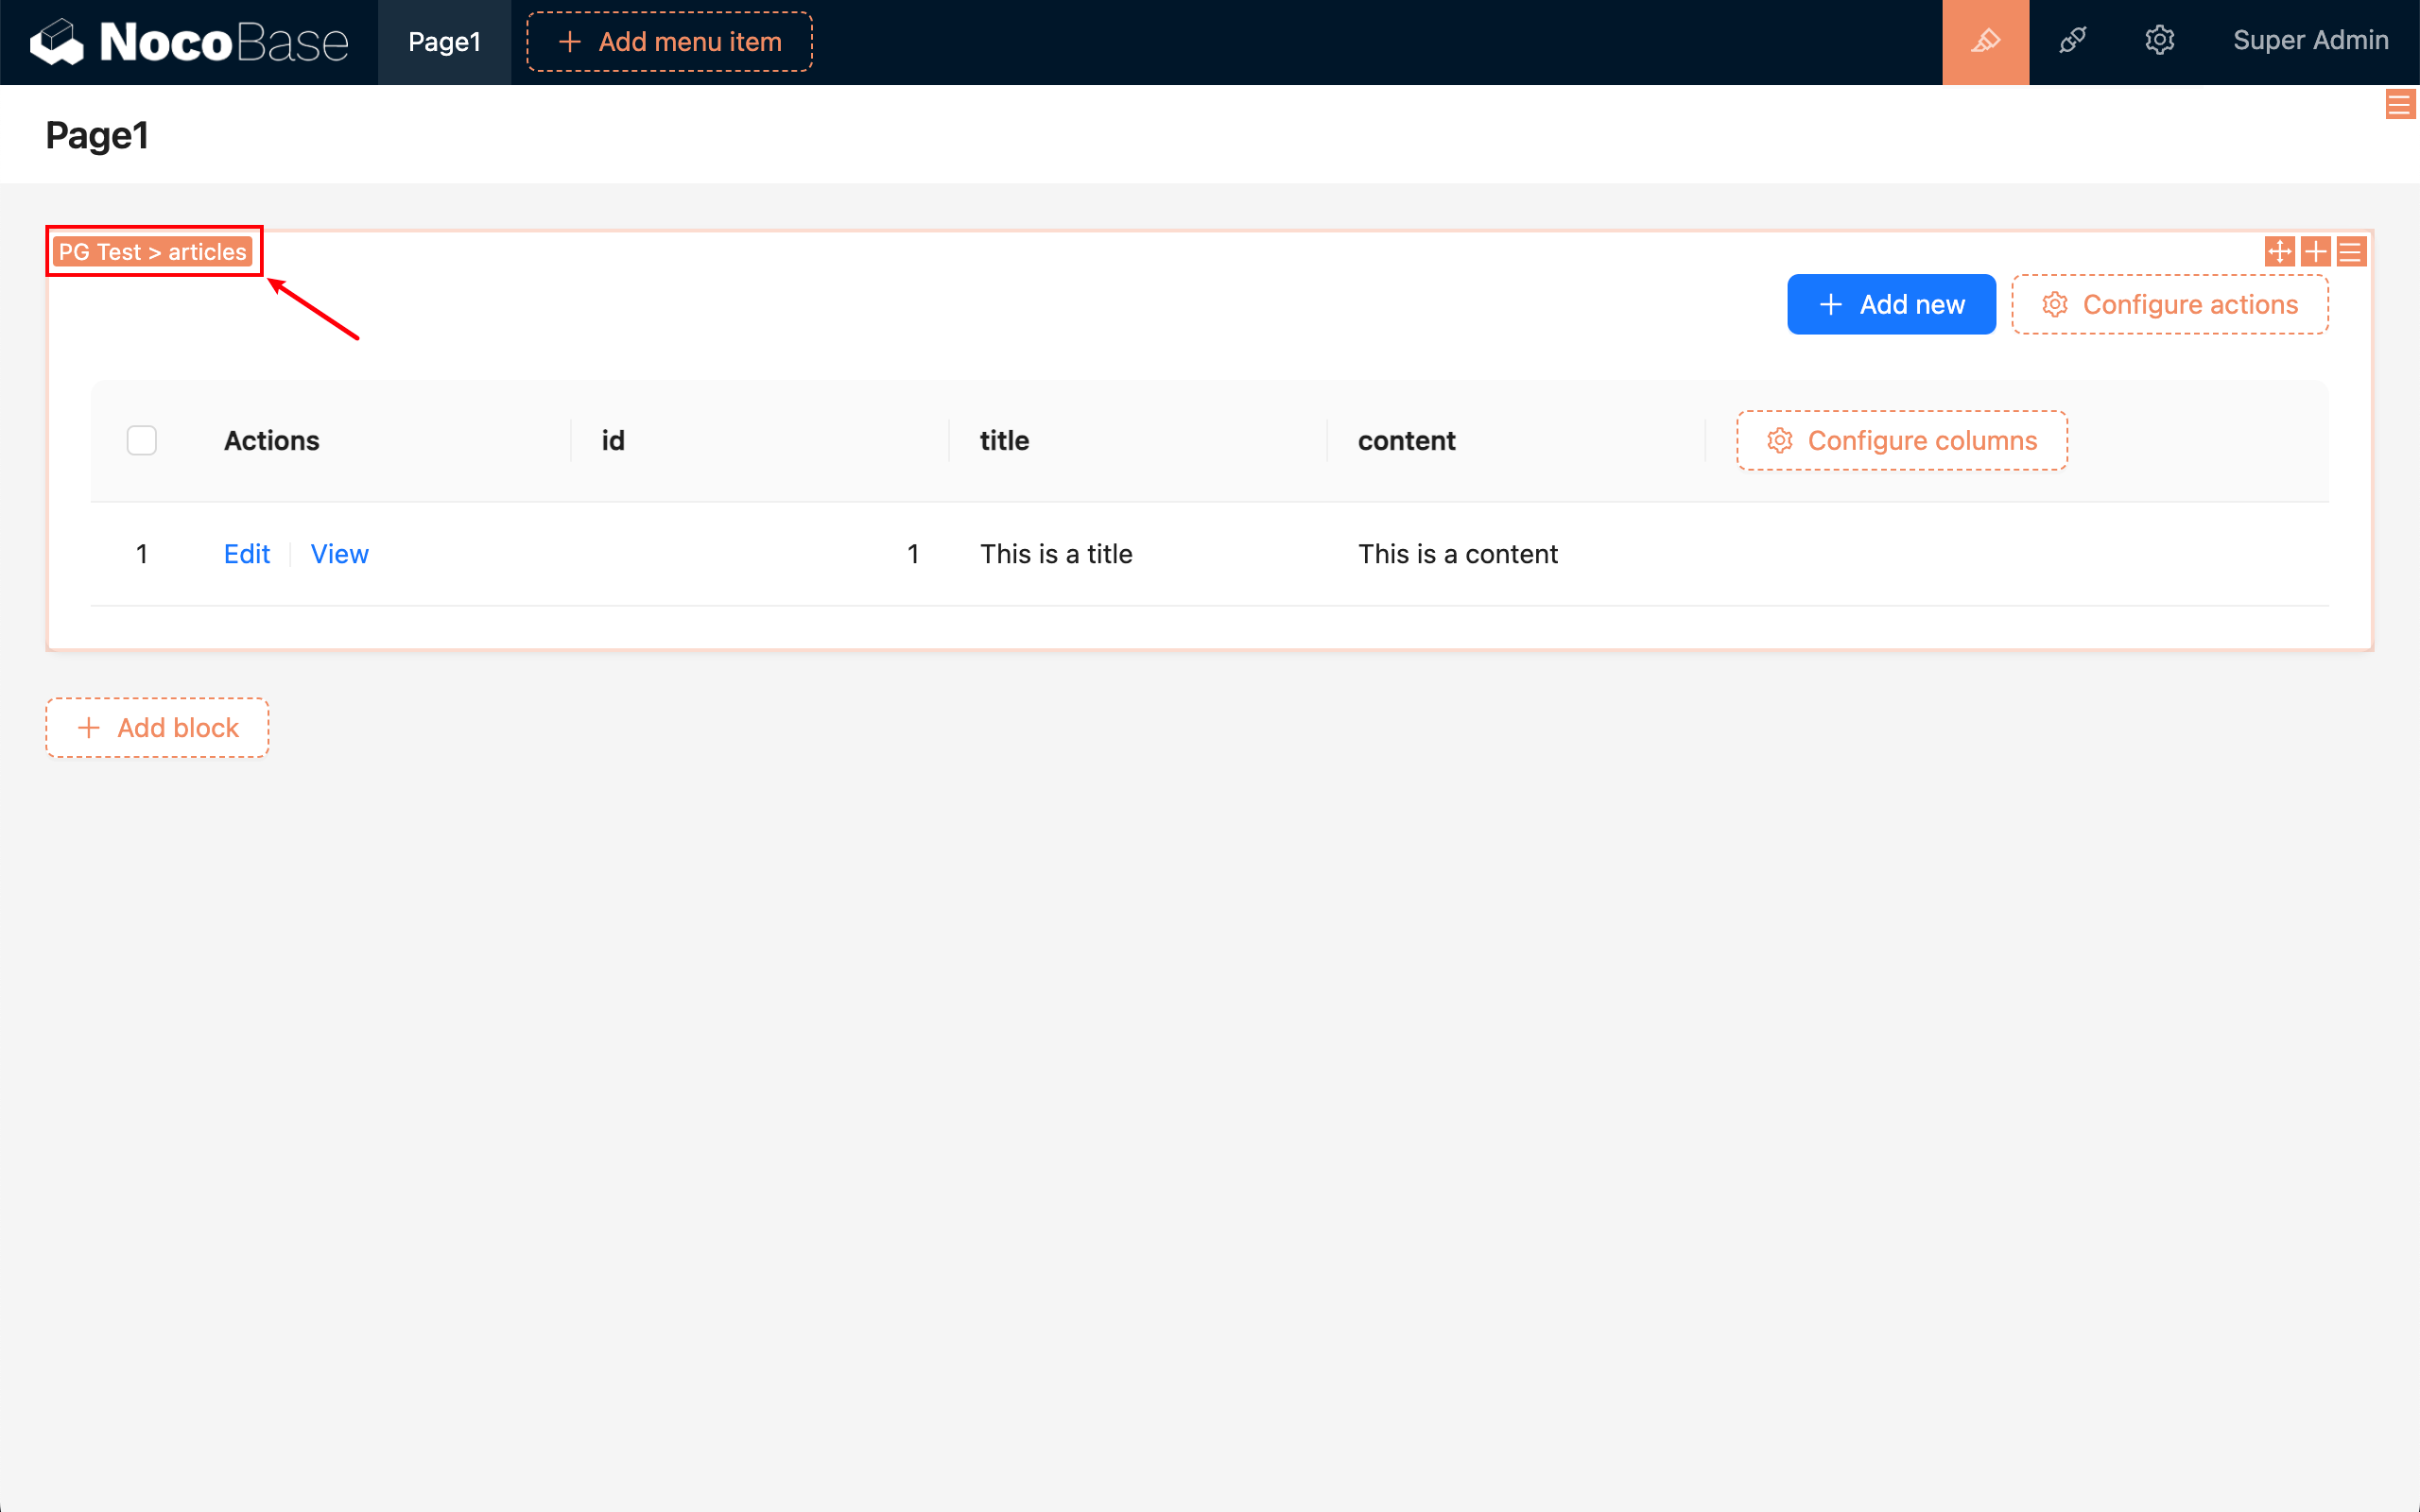 NocoBase Page1 Add menu item Super Admin
Page1
PG Test > articles
Add new Configure actions
Actions id title content Configure columns
1 Edit View 1 This is a title This is a content
Add block